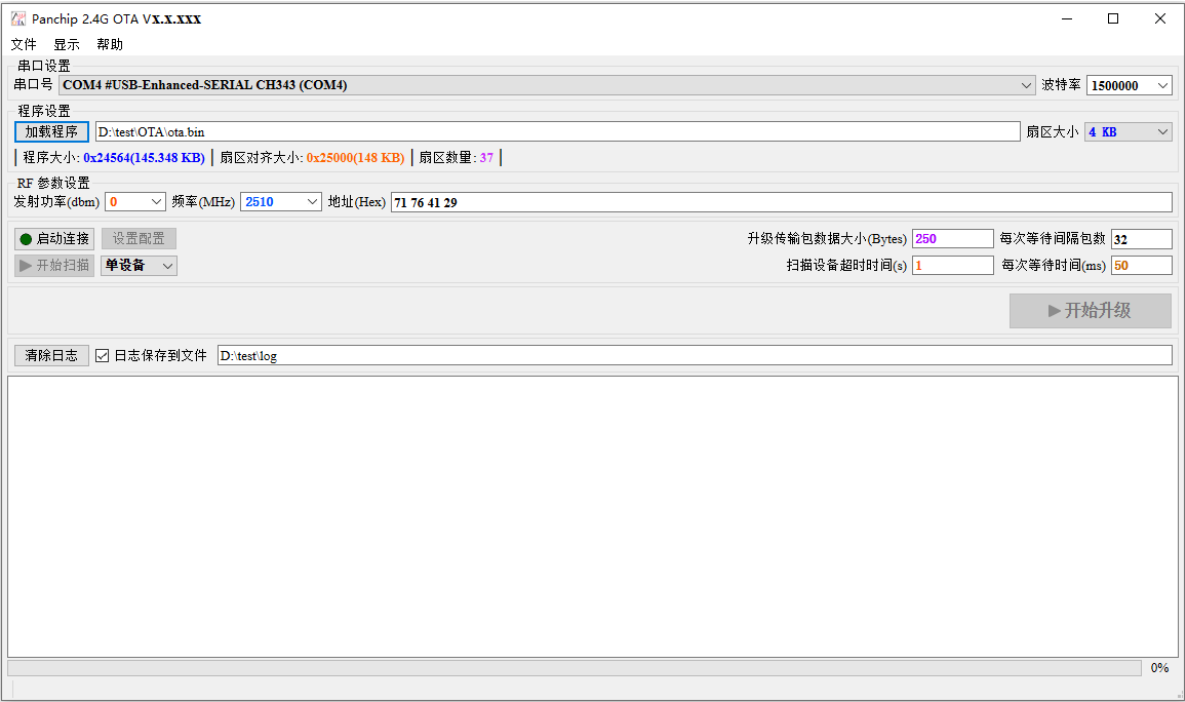 Panchip 2.4G OTA VX.X.XXX
文件 显示 帮助
串口设置
串口号 COM4 #USB-Enhanced-SERIAL CH343 (COM4) 波特率 1500000
程序设置
加载程序 D:\test\OTA\ota.bin 扇区大小 4 KB
程序大小: 0x24564(145.348 KB) 扇区对齐大小: 0x25000(148 KB) 扇区数量: 37
RF 参数设置
发射功率(dbm) 0 频率(MHz) 2510 地址(Hex) 71 76 41 29
启动连接 设置配置 升级传输包数据大小(Bytes) 250 每次等待间隔包数 32
开始扫描 单设备 扫描设备超时时间(s) 1 每次等待时间(ms) 50
开始升级
清除日志 日志保存到文件 D:\test\log
0%